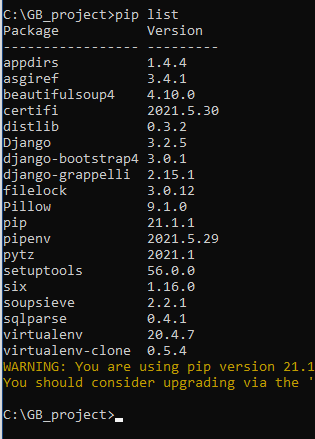 C:\GB_project>pip list
Package Version
----------------- ---------
appdirs 1.4.4
asgiref 3.4.1
beautifulsoup4 4.10.0
certifi 2021.5.30
distlib 0.3.2
Django 3.2.5
django-bootstrap4 3.0.1
django-grappelli 2.15.1
filelock 3.0.12
Pillow 9.1.0
pip 21.1.1
pipenv 2021.5.29
pytz 2021.1
setuptools 56.0.0
six 1.16.0
soupsieve 2.2.1
sqlparse 0.4.1
virtualenv 20.4.7
virtualenv-clone 0.5.4
WARNING: You are using pip version 21.1
You should consider upgrading via the '
C:\GB_project>